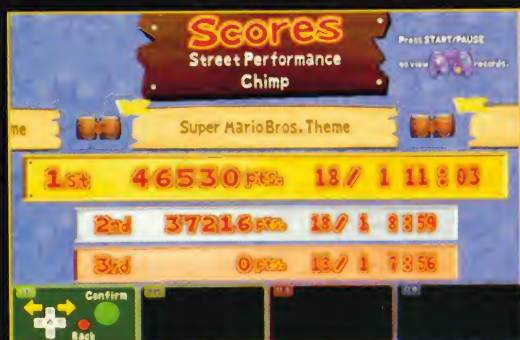 Scores
Press START/PAUSE
Street Performance
to view records.
Chimp
me
Super Mario Bros. Theme
1st 46530 pts. 18/ 1 11:03
2nd 37216 pts. 18/ 1 8:59
3rd 0 pts. 18/ 1 7:56
Confirm
Back